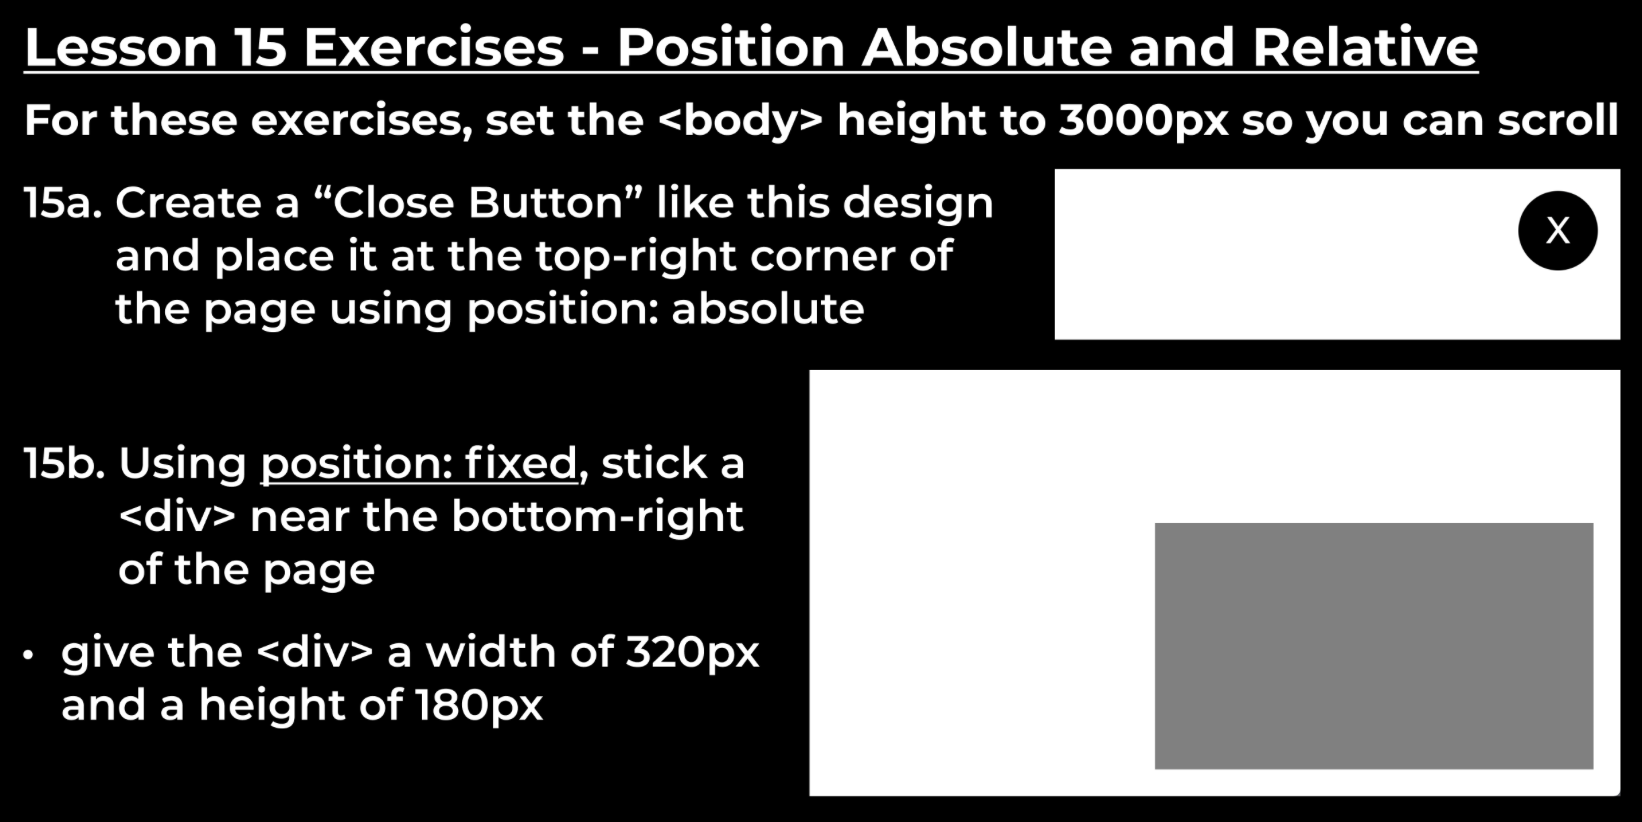 Lesson 15 Exercises - Position Absolute and Relative
For these exercises, set the <body> height to 3000px so you can scroll
15a. Create a “Close Button” like this design
and place it at the top-right corner of
the page using position: absolute
X
15b. Using position: fixed, stick a
<div> near the bottom-right
of the page
• give the <div> a width of 320px
and a height of 180px